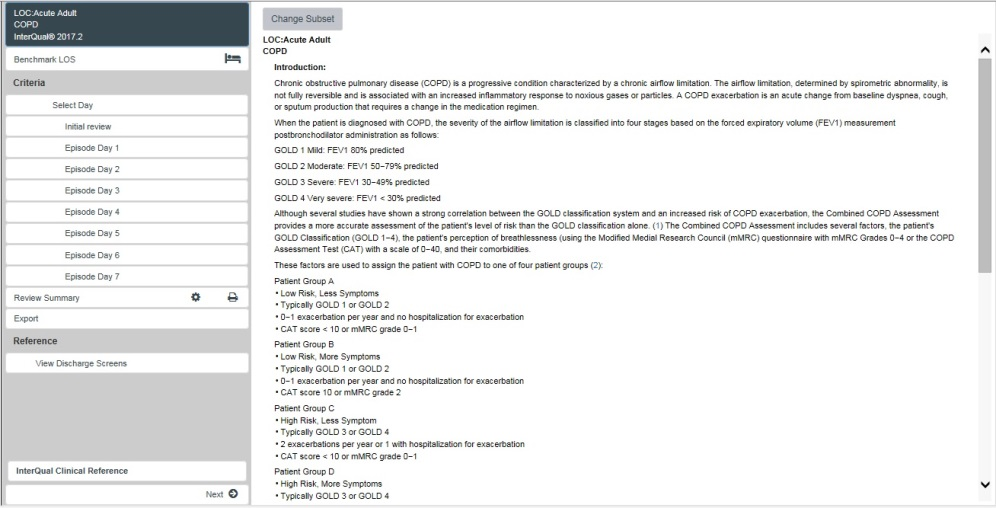 LOC:Acute Adult
COPD
InterQual® 2017.2
Benchmark LOS
Criteria
Select Day
Initial review
Episode Day 1
Episode Day 2
Episode Day 3
Episode Day 4
Episode Day 5
Episode Day 6
Episode Day 7
Review Summary
Export
Reference
View Discharge Screens
InterQual Clinical Reference
Next
Change Subset
LOC:Acute Adult
COPD
Introduction:
Chronic obstructive pulmonary disease (COPD) is a progressive condition characterized by a chronic airflow limitation. The airflow limitation, determined by spirometric abnormality, is
not fully reversible and is associated with an increased inflammatory response to noxious gases or particles. A COPD exacerbation is an acute change from baseline dyspnea, cough,
or sputum production that requires a change in the medication regimen.
When the patient is diagnosed with COPD, the severity of the airflow limitation is classified into four stages based on the forced expiratory volume (FEV1) measurement
postbronchodilator administration as follows:
GOLD 1 Mild: FEV1 80% predicted
GOLD 2 Moderate: FEV1 50–79% predicted
GOLD 3 Severe: FEV1 30–49% predicted
GOLD 4 Very severe: FEV1 < 30% predicted
Although several studies have shown a strong correlation between the GOLD classification system and an increased risk of COPD exacerbation, the Combined COPD Assessment
provides a more accurate assessment of the patient's level of risk than the GOLD classification alone. (1) The Combined COPD Assessment includes several factors, the patient's
GOLD Classification (GOLD 1–4), the patient's perception of breathlessness (using the Modified Medial Research Council (mMRC) questionnaire with mMRC Grades 0–4 or the COPD
Assessment Test (CAT) with a scale of 0–40, and their comorbidities.
These factors are used to assign the patient with COPD to one of four patient groups (2):
Patient Group A
• Low Risk, Less Symptoms
• Typically GOLD 1 or GOLD 2
• 0–1 exacerbation per year and no hospitalization for exacerbation
• CAT score < 10 or mMRC grade 0–1
Patient Group B
• Low Risk, More Symptoms
• Typically GOLD 1 or GOLD 2
• 0–1 exacerbation per year and no hospitalization for exacerbation
• CAT score 10 or mMRC grade 2
Patient Group C
• High Risk, Less Symptom
• Typically GOLD 3 or GOLD 4
• 2 exacerbations per year or 1 with hospitalization for exacerbation
• CAT score < 10 or mMRC grade 0–1
Patient Group D
• High Risk, More Symptoms
• Typically GOLD 3 or GOLD 4